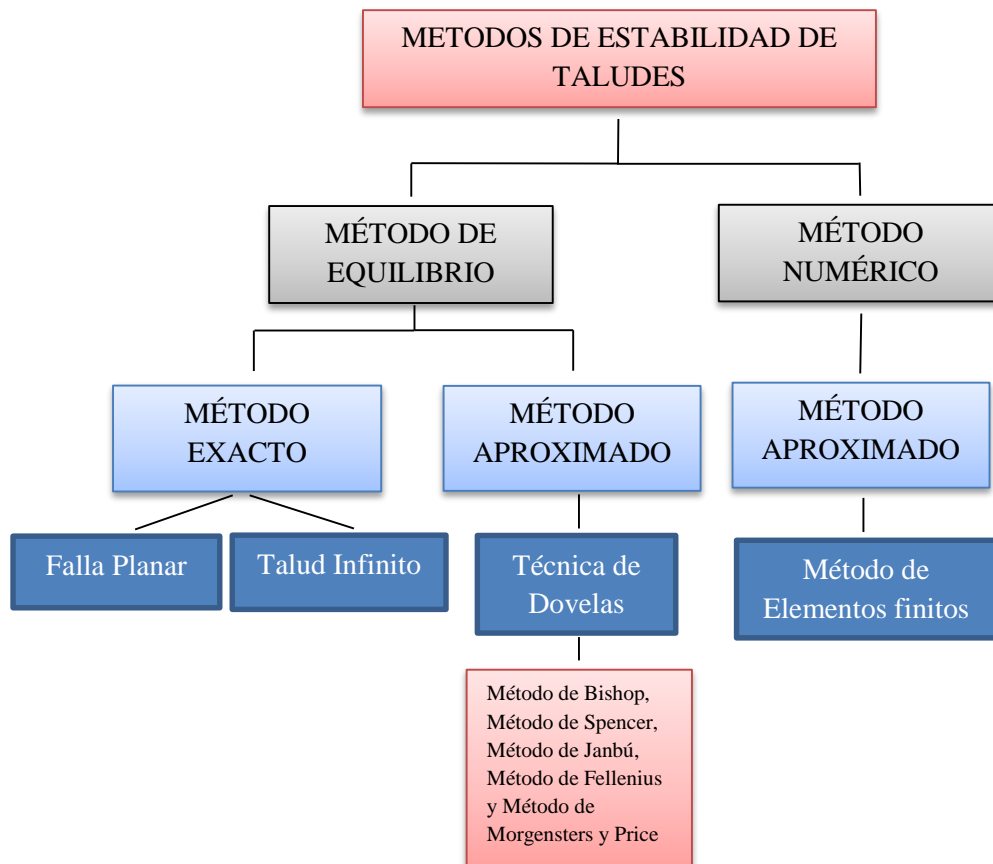 METODOS DE ESTABILIDAD DE
TALUDES
MÉTODO DE
EQUILIBRIO
MÉTODO
NUMÉRICO
MÉTODO
EXACTO
MÉTODO
APROXIMADO
MÉTODO
APROXIMADO
Falla Planar
Talud Infinito
Técnica de
Dovelas
Método de
Elementos finitos
Método de Bishop,
Método de Spencer,
Método de Janbú,
Método de Fellenius
y Método de
Morgensters y Price